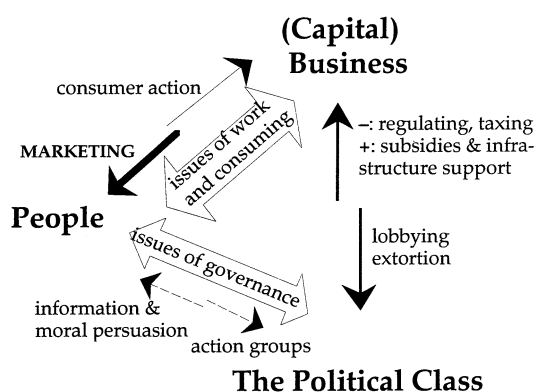 (Capital)
Business
consumer action
issues of work
and consuming
–: regulating, taxing
+: subsidies & infra-
structure support
MARKETING
People
issues of governance
lobbying
extortion
information &
moral persuasion
action groups
The Political Class